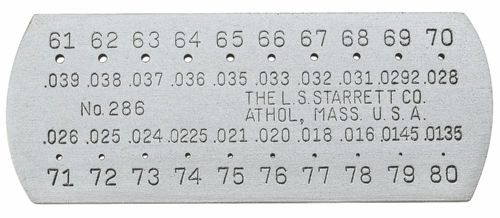 61 62 63 64 65 66 67 68 69 70
.039 .038 .037 .036 .035 .033 .032 .031 .0292 .028
No. 286
THE L. S. STARRETT CO.
ATHOL, MASS. U. S. A.
.026 .025 .024 .0225 .021 .020 .018 .016 .0145 .0135
71 72 73 74 75 76 77 78 79 80